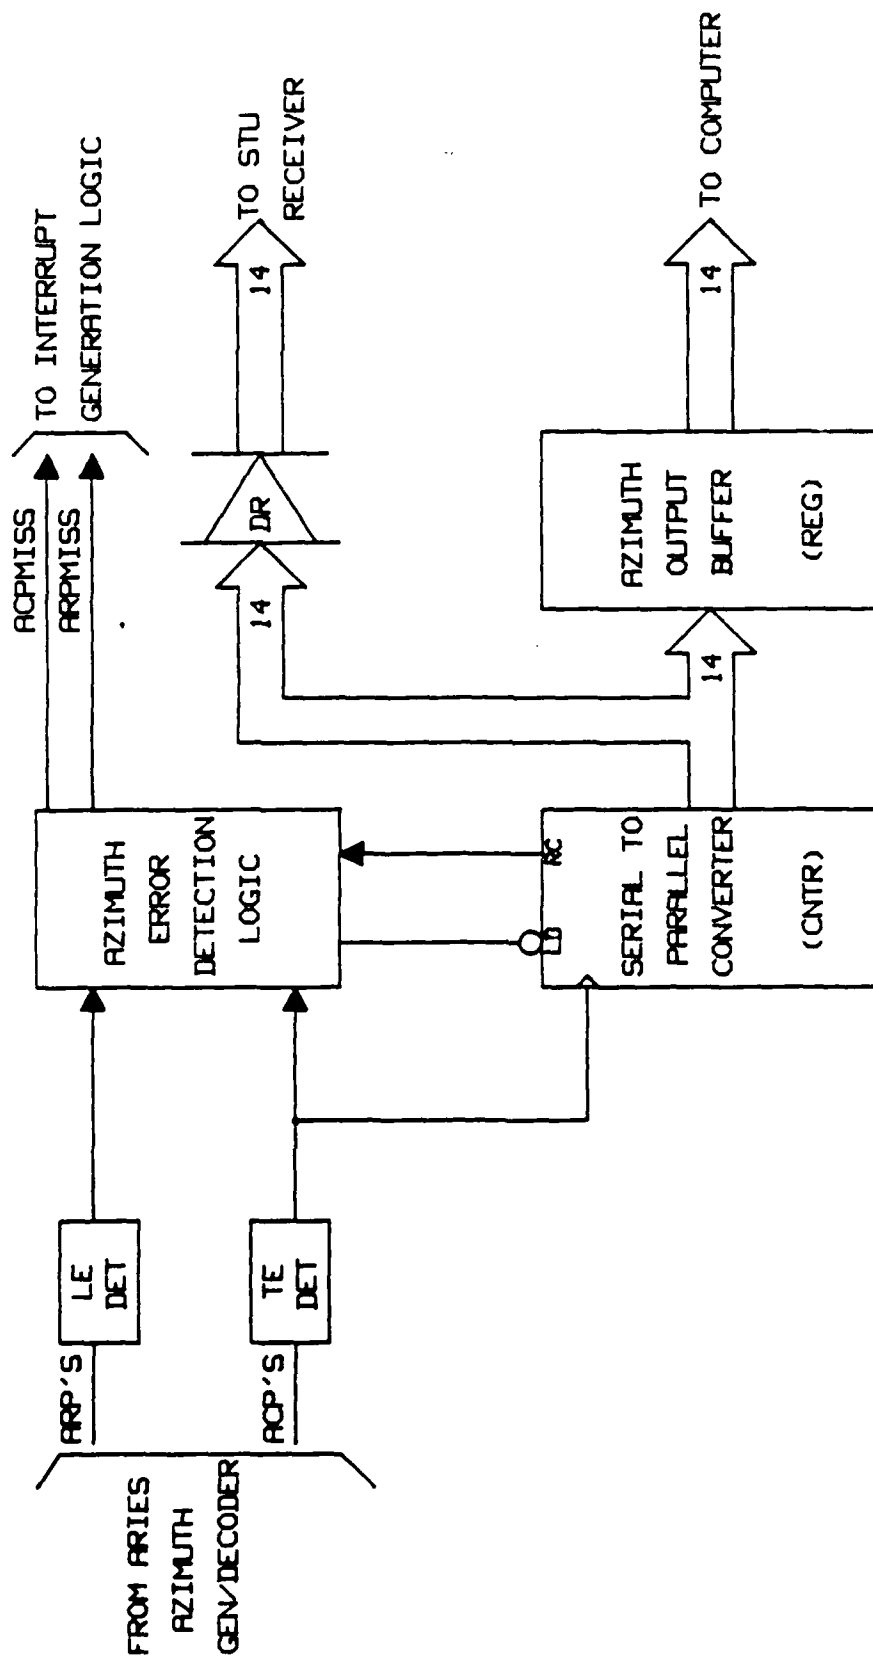 FROM ARIES
AZIMUTH
GEN/DECODER
ARP'S
ACP'S
LE
DET
TE
DET
AZIMUTH
ERROR
DETECTION
LOGIC
LD
RC
SERIAL TO
PARALLEL
CONVERTER
(CNTR)
ACPMISS
ARPMISS
TO INTERRUPT
GENERATION LOGIC
14
DR
14
TO STU
RECEIVER
14
AZIMUTH
OUTPUT
BUFFER
(REG)
14
TO COMPUTER